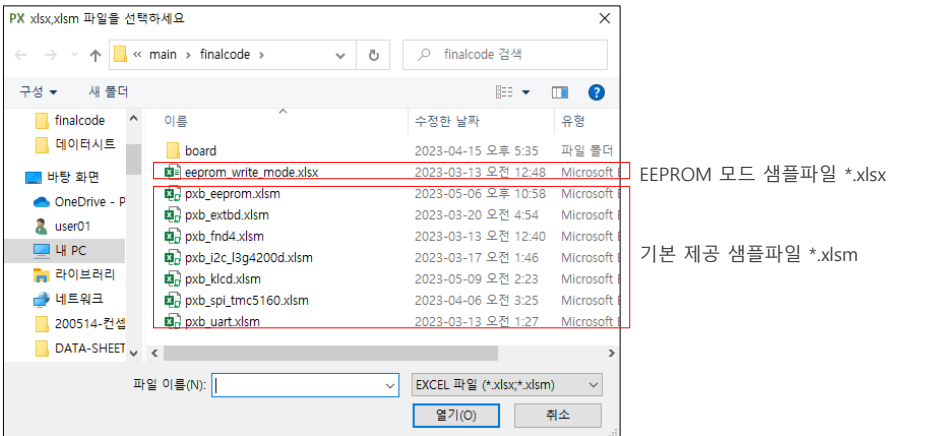 PX xlsx,xlsm 파일을 선택하세요
« main › finalcode ›
finalcode 검색
구성 새 폴더
이름 수정한 날짜 유형
finalcode
데이터시트
바탕 화면
OneDrive - P
user01
내 PC
라이브러리
네트워크
200514-컨셉
DATA-SHEET
board 2023-04-15 오후 5:35 파일 폴더
eeprom_write_mode.xlsx 2023-03-13 오전 12:48 Microsoft E
pxb_eeprom.xlsm 2023-05-06 오후 10:58 Microsoft E
pxb_extbd.xlsm 2023-03-20 오전 4:54 Microsoft E
pxb_fnd4.xlsm 2023-03-13 오전 12:40 Microsoft E
pxb_i2c_l3g4200d.xlsm 2023-03-17 오전 1:46 Microsoft E
pxb_klcd.xlsm 2023-05-09 오전 2:23 Microsoft E
pxb_spi_tmc5160.xlsm 2023-04-06 오전 3:25 Microsoft E
pxb_uart.xlsm 2023-03-13 오전 1:27 Microsoft E
EEPROM 모드 샘플파일 *.xlsx
기본 제공 샘플파일 *.xlsm
파일 이름(N): EXCEL 파일 (*.xlsx;*.xlsm)
열기(O) 취소